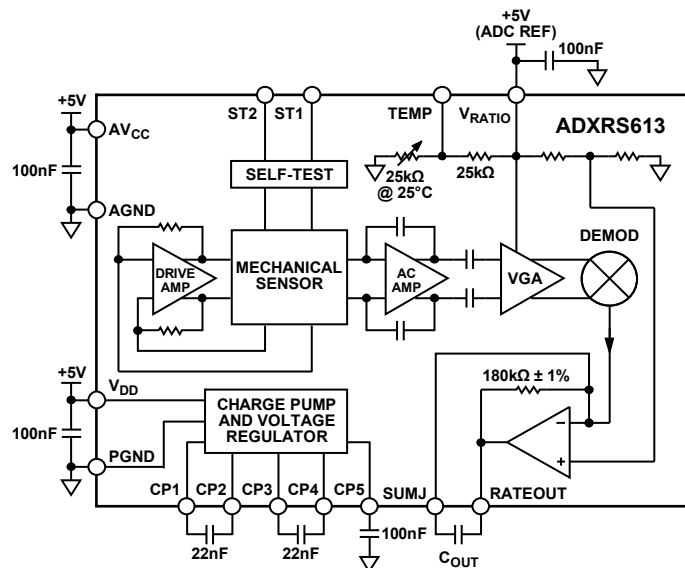 +5V
(ADC REF)
100nF
+5V
ST2
ST1
TEMP
VRATIO
ADXRS613
AVCC
100nF
25kΩ
@ 25°C
25kΩ
SELF-TEST
AGND
DEMOD
DRIVE
AMP
MECHANICAL
SENSOR
AC
AMP
VGA
+5V
VDD
180kΩ ± 1%
100nF
CHARGE PUMP
AND VOLTAGE
REGULATOR
–
+
PGND
CP1
CP2
CP3
CP4
CP5
SUMJ
RATEOUT
22nF
22nF
100nF
COUT